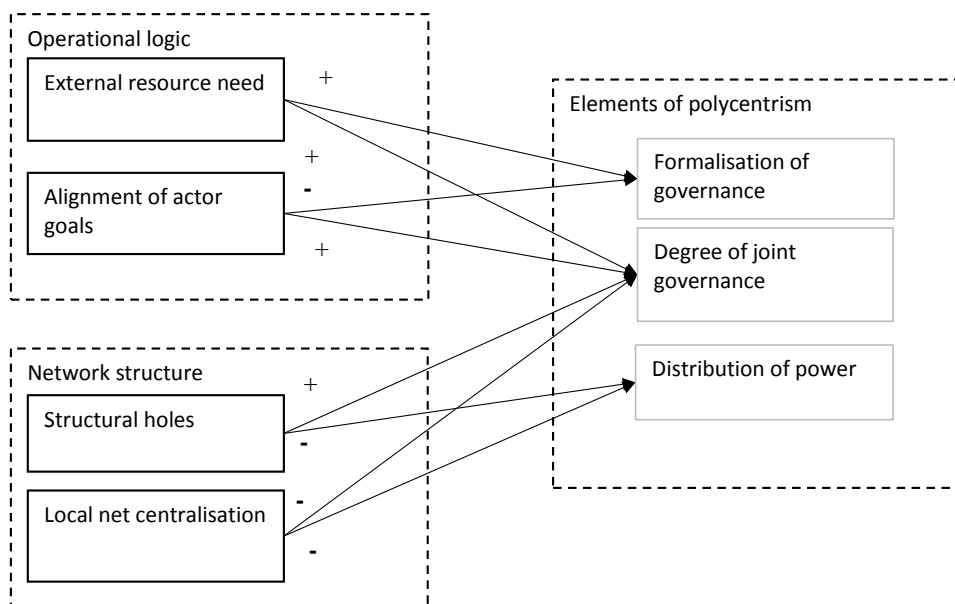 Operational logic
External resource need
+
+
-
Alignment of actor
goals
+
Network structure
+
Structural holes
-
-
Local net centralisation
-
Elements of polycentrism
Formalisation of
governance
Degree of joint
governance
Distribution of power